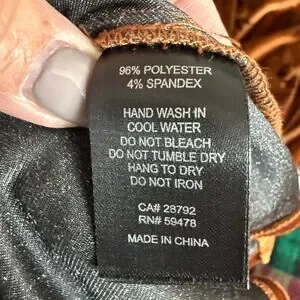 96% POLYESTER
4% SPANDEX
HAND WASH IN
COOL WATER
DO NOT BLEACH
DO NOT TUMBLE DRY
HANG TO DRY
DO NOT IRON
CA# 28792
RN# 59478
MADE IN CHINA